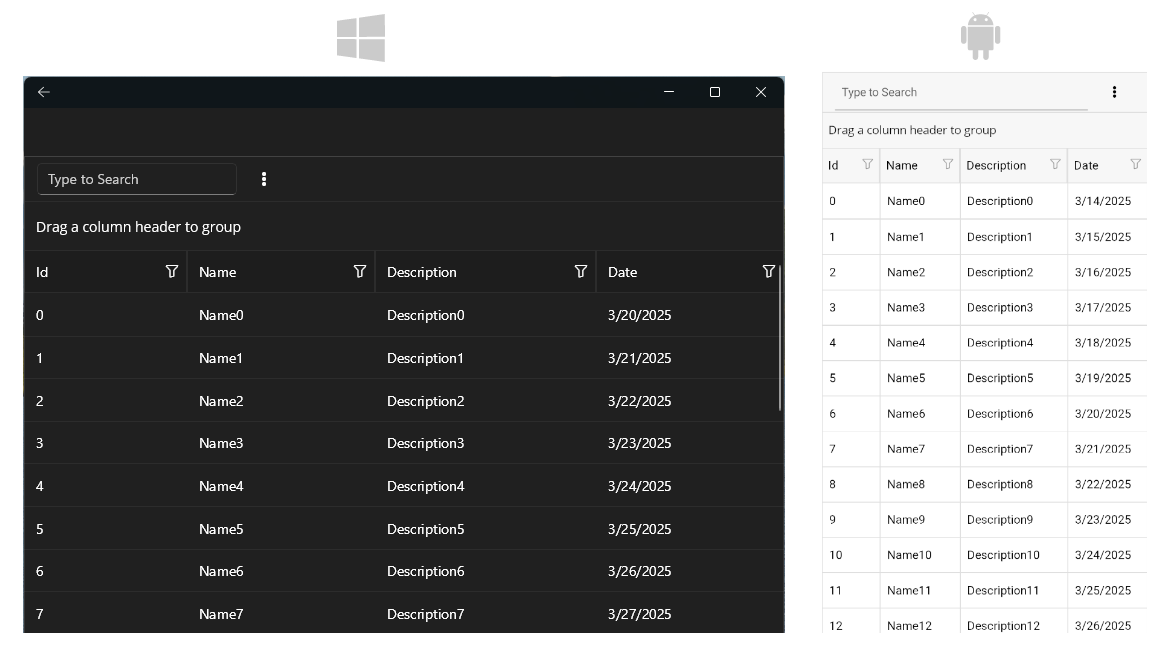 Type to Search
Drag a column header to group
Id Name Description Date
0 Name0 Description0 3/20/2025
1 Name1 Description1 3/21/2025
2 Name2 Description2 3/22/2025
3 Name3 Description3 3/23/2025
4 Name4 Description4 3/24/2025
5 Name5 Description5 3/25/2025
6 Name6 Description6 3/26/2025
7 Name7 Description7 3/27/2025
Type to Search
Drag a column header to group
Id Name Description Date
0 Name0 Description0 3/14/2025
1 Name1 Description1 3/15/2025
2 Name2 Description2 3/16/2025
3 Name3 Description3 3/17/2025
4 Name4 Description4 3/18/2025
5 Name5 Description5 3/19/2025
6 Name6 Description6 3/20/2025
7 Name7 Description7 3/21/2025
8 Name8 Description8 3/22/2025
9 Name9 Description9 3/23/2025
10 Name10 Description10 3/24/2025
11 Name11 Description11 3/25/2025
12 Name12 Description12 3/26/2025